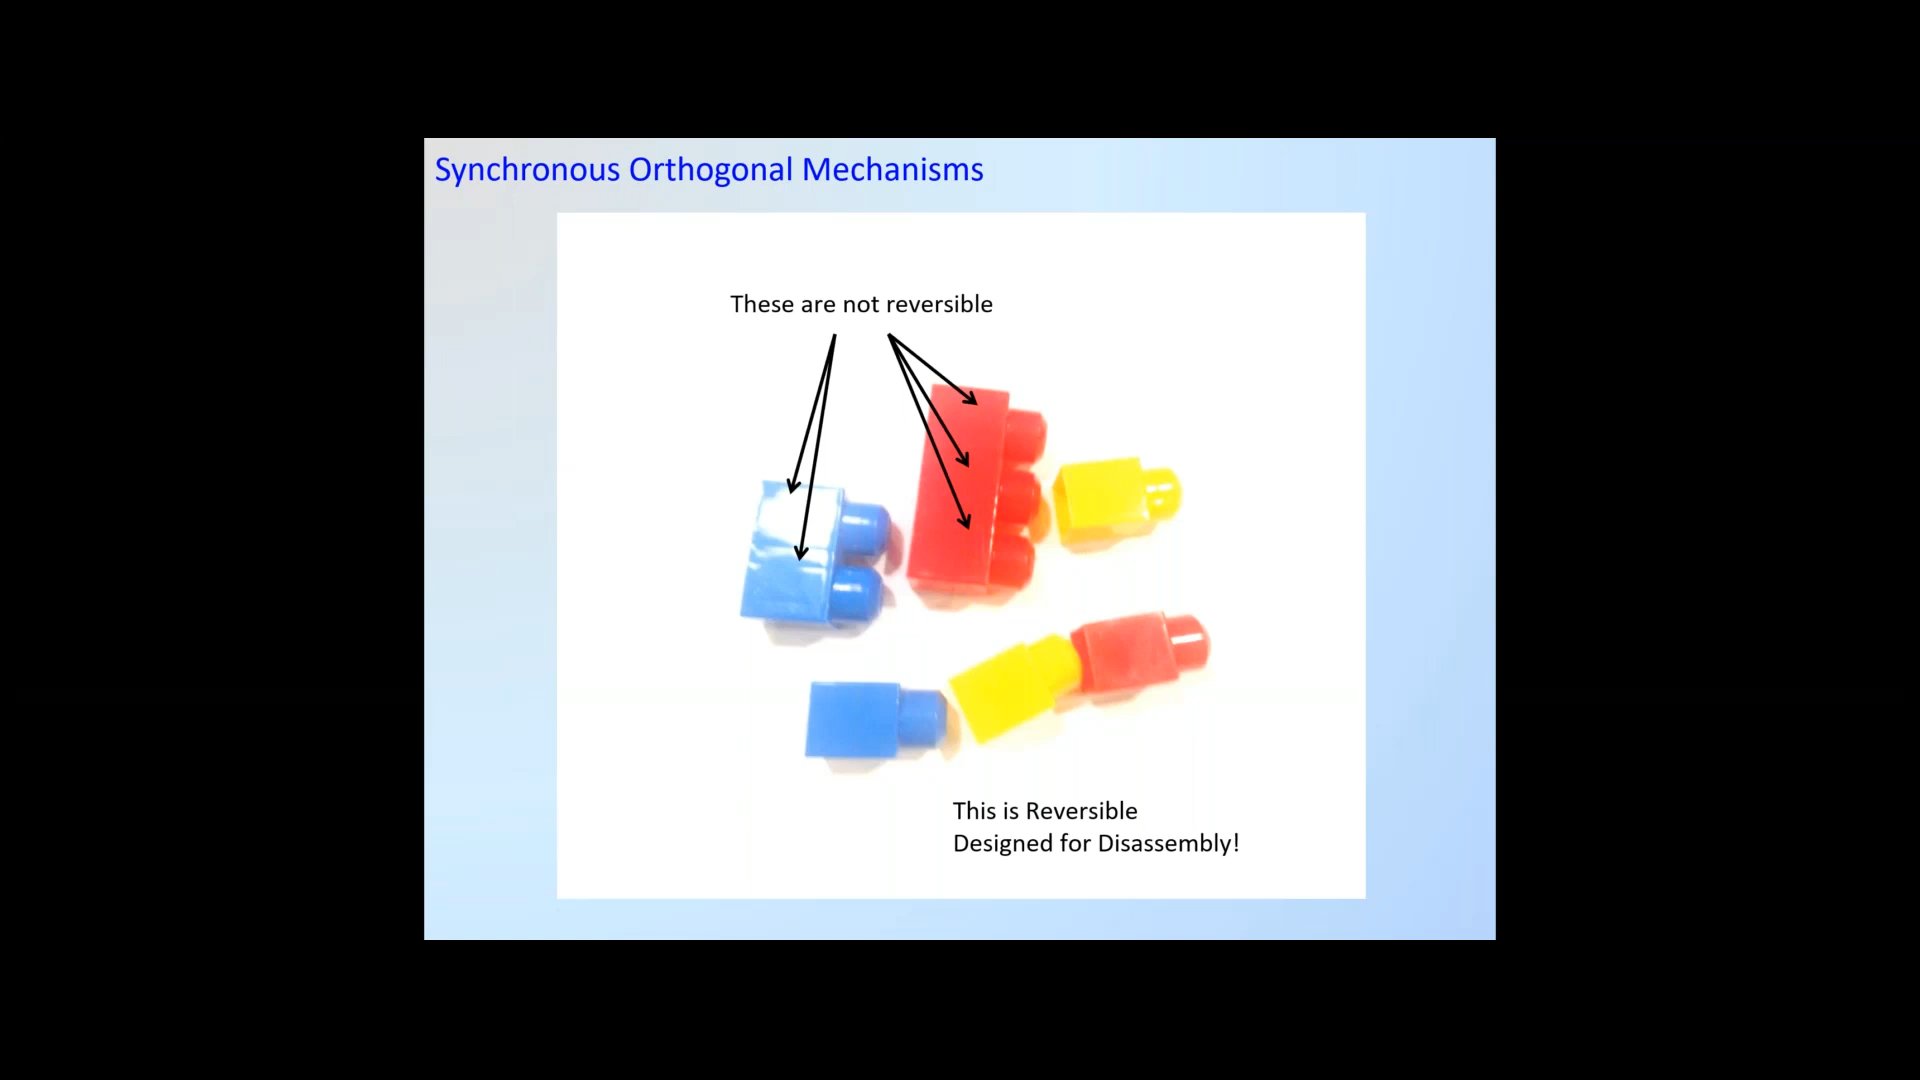 Synchronous Orthogonal Mechanisms
These are not reversible
This is Reversible
Designed for Disassembly!